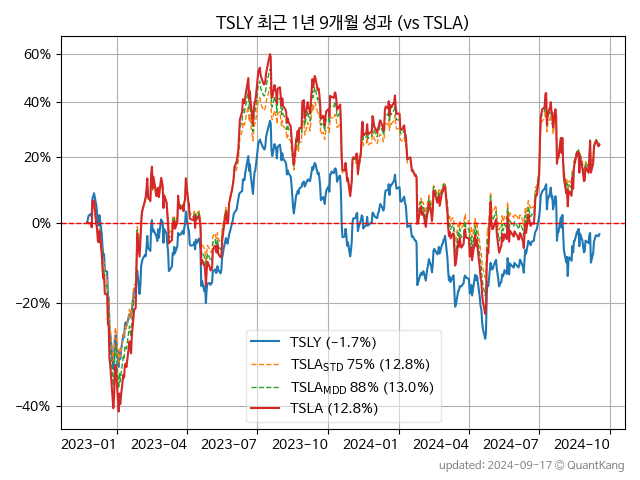 TSLY 최근 1년 9개월 성과 (vs TSLA)
60%
40%
20%
0%
−20%
−40%
TSLY (−1.7%)
TSLA_STD 75% (12.8%)
TSLA_MDD 88% (13.0%)
TSLA (12.8%)
2023−01 2023−04 2023−07 2023−10 2024−01 2024−04 2024−07 2024−10
updated: 2024-09-17 © QuantKang